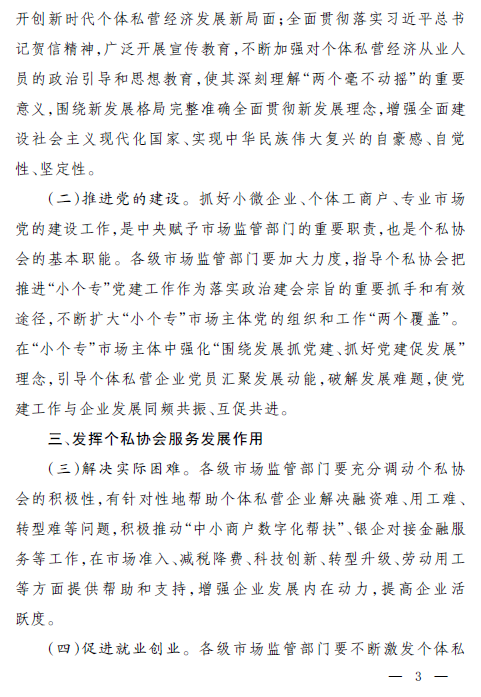 开创新时代个体私营经济发展新局面;全面贯彻落实习近平总书
记贺信精神,广泛开展宣传教育,不断加强对个体私营经济从业人
员的政治引导和思想教育,使其深刻理解“两个毫不动摇”的重要
意义,围绕新发展格局完整准确全面贯彻新发展理念,增强全面建
设社会主义现代化国家、实现中华民族伟大复兴的自豪感、自觉
性、坚定性。
(二)推进党的建设。抓好小微企业、个体工商户、专业市场
党的建设工作,是中央赋予市场监管部门的重要职责,也是个私协
会的基本职能。各级市场监管部门要加大力度,指导个私协会把
推进“小个专”党建工作作为落实政治建会宗旨的重要抓手和有效
途径,不断扩大“小个专”市场主体党的组织和工作“两个覆盖”。
在“小个专”市场主体中强化“围绕发展抓党建、抓好党建促发展”
理念,引导个体私营企业党员汇聚发展动能,破解发展难题,使党
建工作与企业发展同频共振、互促共进。
三、发挥个私协会服务发展作用
(三)解决实际困难。各级市场监管部门要充分调动个私协
会的积极性,有针对性地帮助个体私营企业解决融资难、用工难、
转型难等问题,积极推动“中小商户数字化帮扶”、银企对接金融服
务等工作,在市场准入、减税降费、科技创新、转型升级、劳动用工
等方面提供帮助和支持,增强企业发展内在动力,提高企业活
跃度。
(四)促进就业创业。各级市场监管部门要不断激发个体私
— 3 —